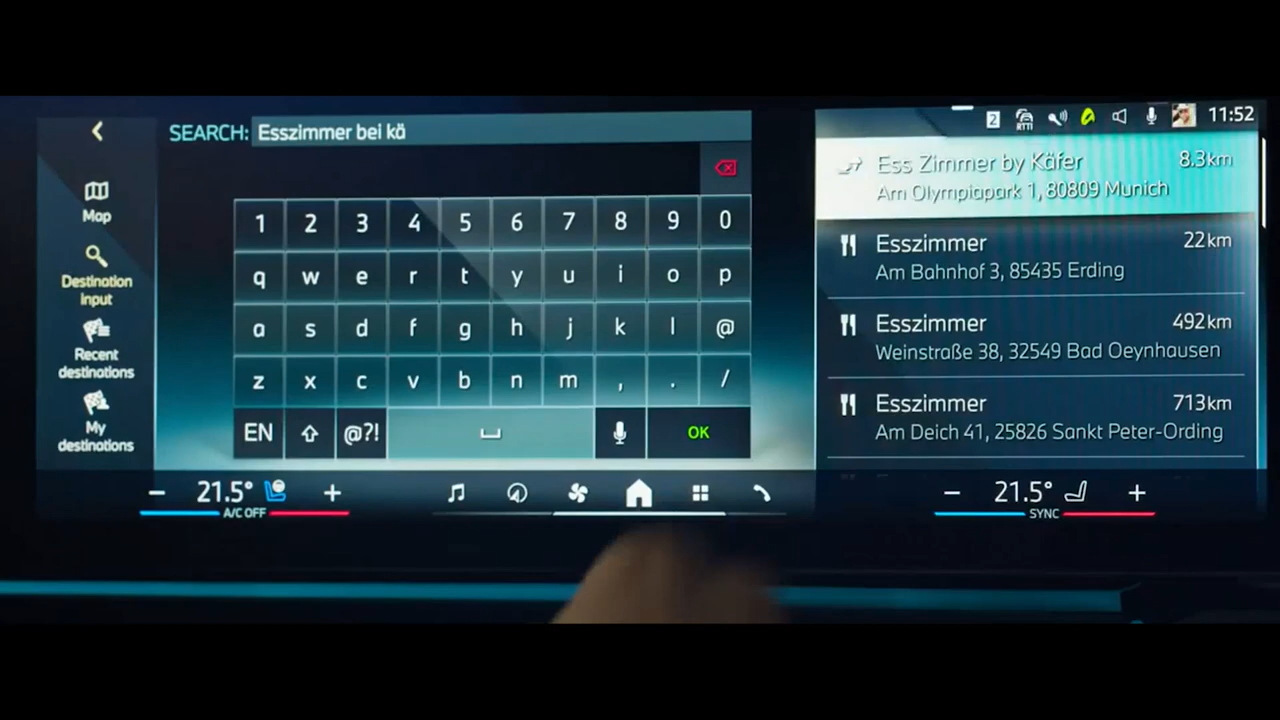 SEARCH: Esszimmer bei kä
Map
Destination
input
Recent
destinations
My
destinations
1 2 3 4 5 6 7 8 9 0
q w e r t y u i o p
a s d f g h j k l @
z x c v b n m , . /
EN @?! OK
2 RTTI 11:52
Ess Zimmer by Käfer 8.3km
Am Olympiapark 1, 80809 Munich
Esszimmer 22km
Am Bahnhof 3, 85435 Erding
Esszimmer 492km
Weinstraße 38, 32549 Bad Oeynhausen
Esszimmer 713km
Am Deich 41, 25826 Sankt Peter-Ording
− 21.5° +
A/C OFF
− 21.5° +
SYNC